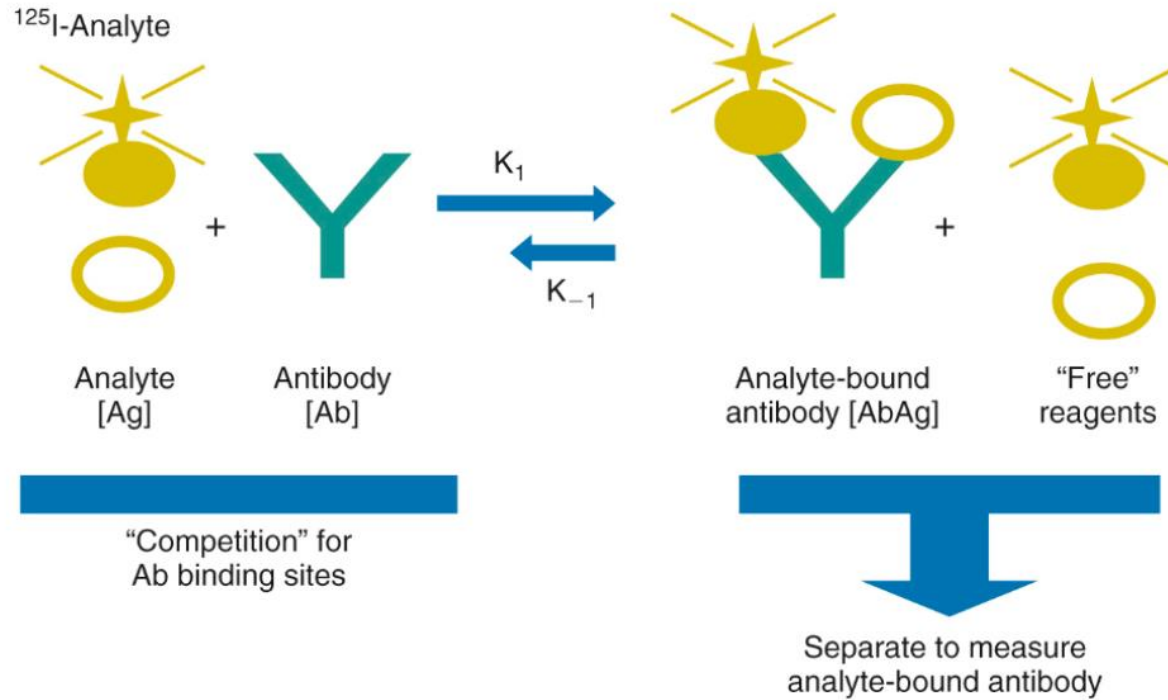 ¹²⁵I-Analyte
+
K₁
K₋₁
+
Analyte
[Ag]
Antibody
[Ab]
Analyte-bound
antibody [AbAg]
“Free”
reagents
“Competition” for
Ab binding sites
Separate to measure
analyte-bound antibody